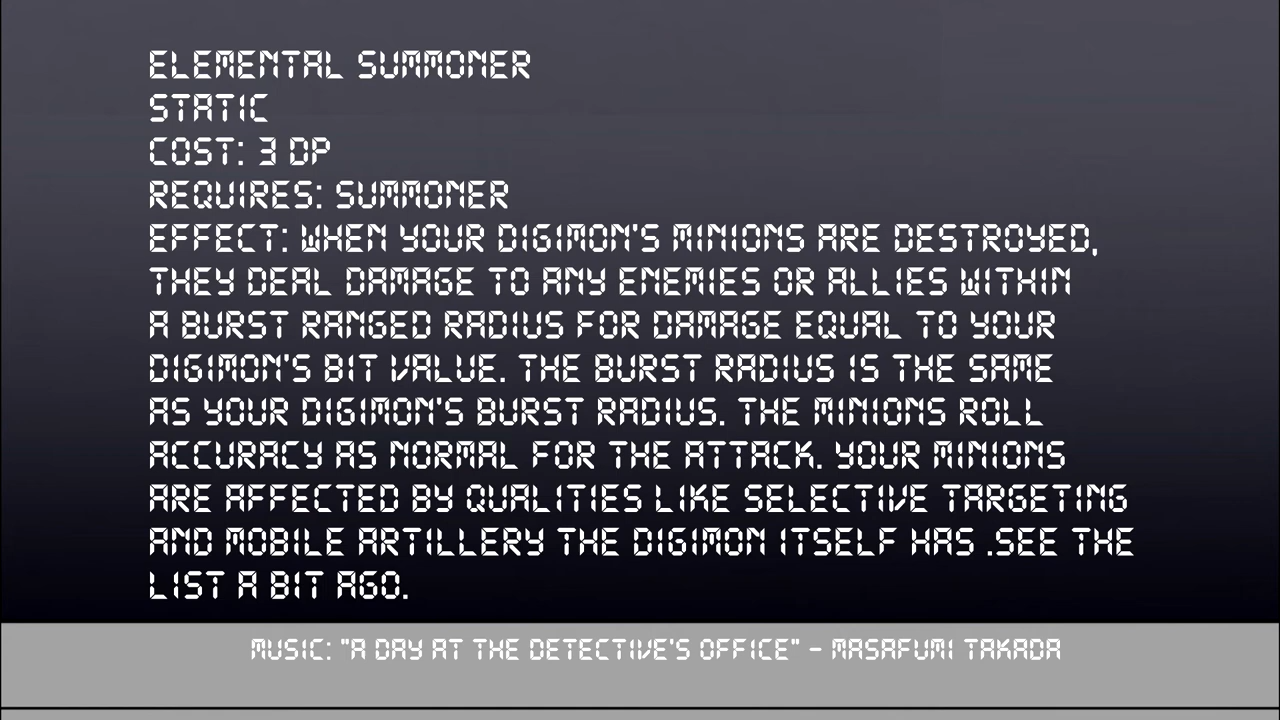 ELEMENTAL SUMMONER
STATIC
COST: 3 DP
REQUIRES: SUMMONER
EFFECT: WHEN YOUR DIGIMON'S MINIONS ARE DESTROYED,
THEY DEAL DAMAGE TO ANY ENEMIES OR ALLIES WITHIN
A BURST RANGED RADIUS FOR DAMAGE EQUAL TO YOUR
DIGIMON'S BIT VALUE. THE BURST RADIUS IS THE SAME
AS YOUR DIGIMON'S BURST RADIUS. THE MINIONS ROLL
ACCURACY AS NORMAL FOR THE ATTACK. YOUR MINIONS
ARE AFFECTED BY QUALITIES LIKE SELECTIVE TARGETING
AND MOBILE ARTILLERY THE DIGIMON ITSELF HAS .SEE THE
LIST A BIT AGO.
MUSIC: "A DAY AT THE DETECTIVE'S OFFICE" - MASAFUMI TAKADA